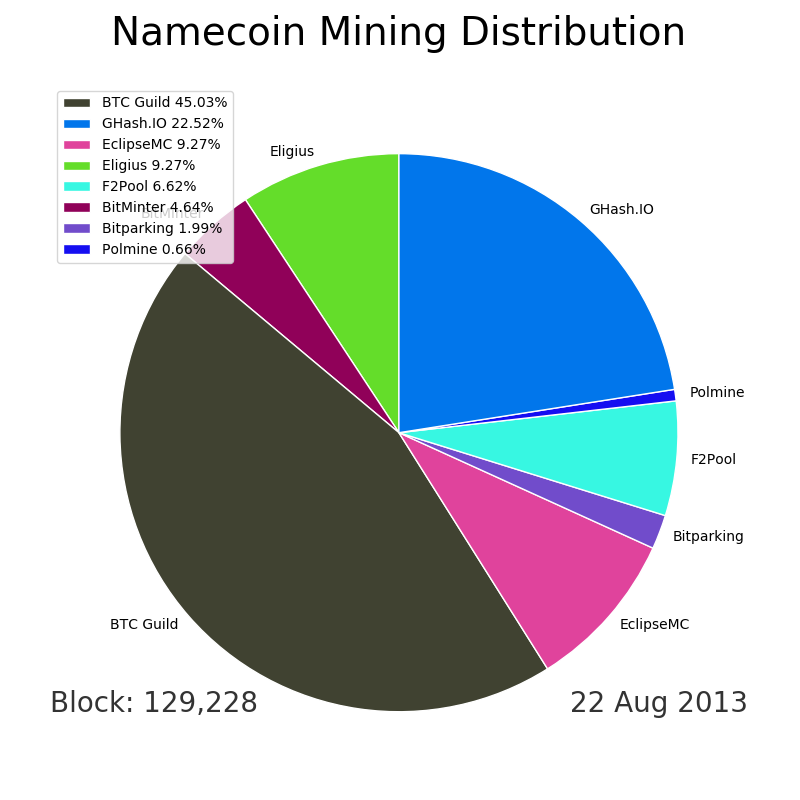 Namecoin Mining Distribution
BTC Guild 45.03%
GHash.IO 22.52%
EclipseMC 9.27%
Eligius 9.27%
F2Pool 6.62%
BitMinter 4.64%
Bitparking 1.99%
Polmine 0.66%
Eligius
GHash.IO
BitMinter
Polmine
F2Pool
Bitparking
BTC Guild
EclipseMC
Block: 129,228
22 Aug 2013